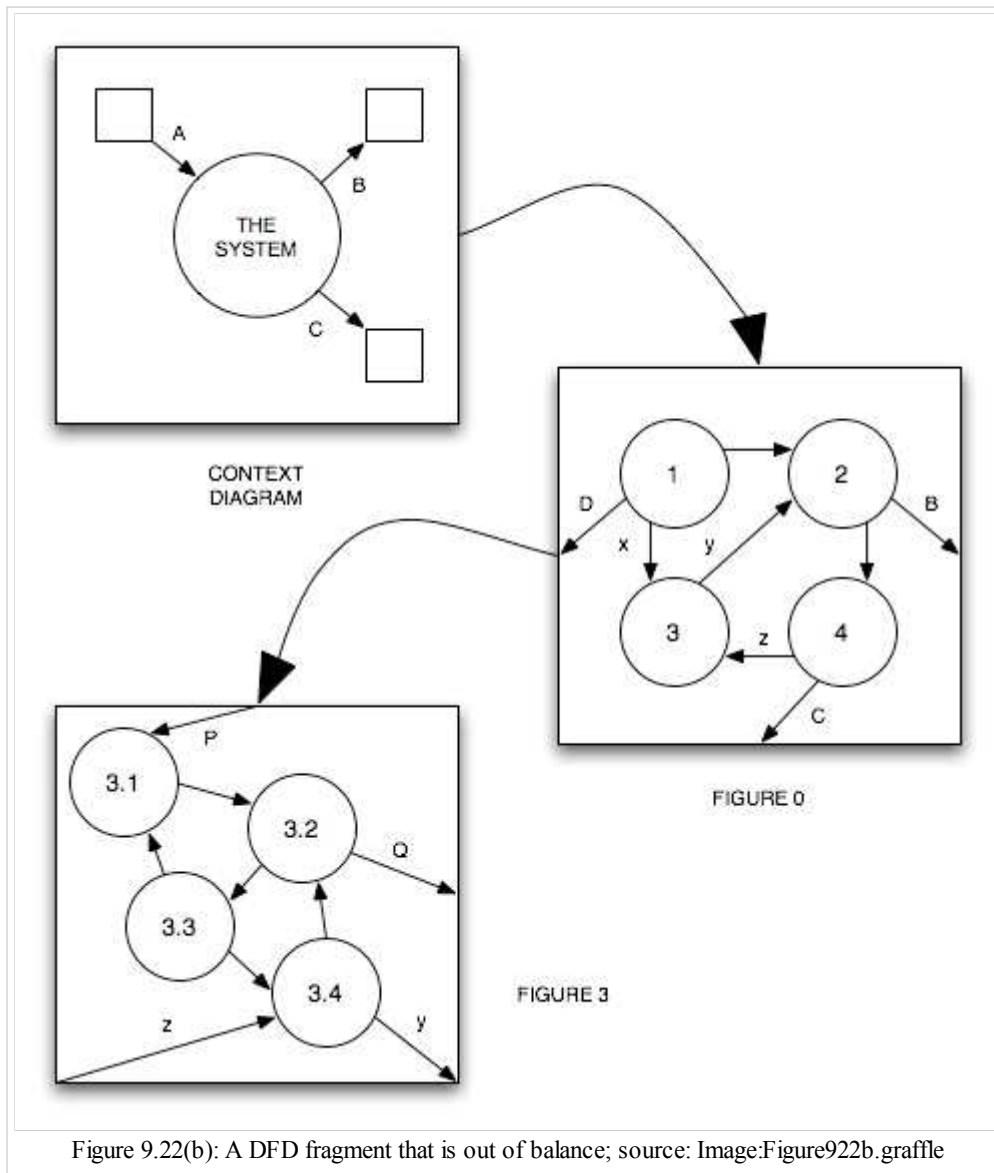 A
B
THE
SYSTEM
C
CONTEXT
DIAGRAM
1
2
D
B
x
y
3
z
4
C
FIGURE 0
P
3.1
3.2
Q
3.3
3.4
z
y
FIGURE 3
Figure 9.22(b): A DFD fragment that is out of balance; source: Image:Figure922b.graffle